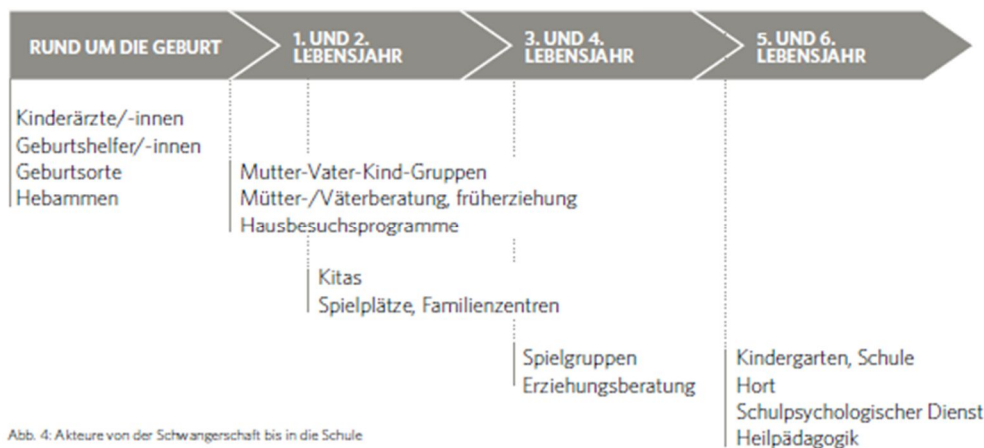 RUND UM DIE GEBURT
1. UND 2.
LEBENSJAHR
3. UND 4.
LEBENSJAHR
5. UND 6.
LEBENSJAHR
Kinderärzte/-innen
Geburtshelfer/-innen
Geburtsorte
Hebammen
Mutter-Vater-Kind-Gruppen
Mütter-/Väterberatung, früherziehung
Hausbesuchsprogramme
Kitas
Spielplätze, Familienzentren
Spielgruppen
Erziehungsberatung
Kindergarten, Schule
Hort
Schulpsychologischer Dienst
Heilpädagogik
Abb. 4: Akteure von der Schwangerschaft bis in die Schule